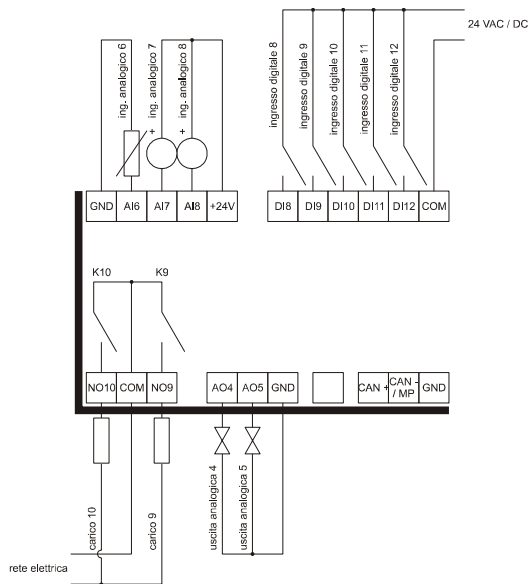 24 VAC / DC
ing. analogico 6
ing. analogico 7
ing. analogico 8
+
+
ingresso digitale 8
ingresso digitale 9
ingresso digitale 10
ingresso digitale 11
ingresso digitale 12
GND
AI6
AI7
AI8
+24V
DI8
DI9
DI10
DI11
DI12
COM
K10
K9
NO10
COM
NO9
AO4
AO5
GND
CAN +
CAN -
/ MP
GND
carico 10
carico 9
uscita analogica 4
uscita analogica 5
rete elettrica